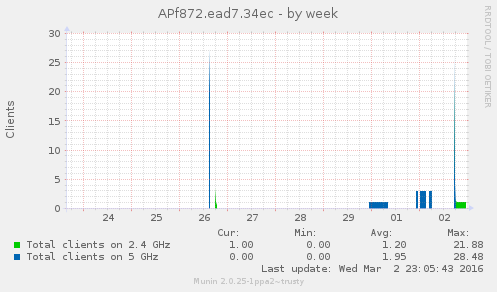 APf872.ead7.34ec - by week
RRDTOOL / TOBI OETIKER
Clients
30
25
20
15
10
5
0
24 25 26 27 28 29 01 02
Cur: Min: Avg: Max:
Total clients on 2.4 GHz 1.00 0.00 1.20 21.88
Total clients on 5 GHz 0.00 0.00 1.95 28.48
Last update: Wed Mar 2 23:05:43 2016
Munin 2.0.25-1ppa2~trusty